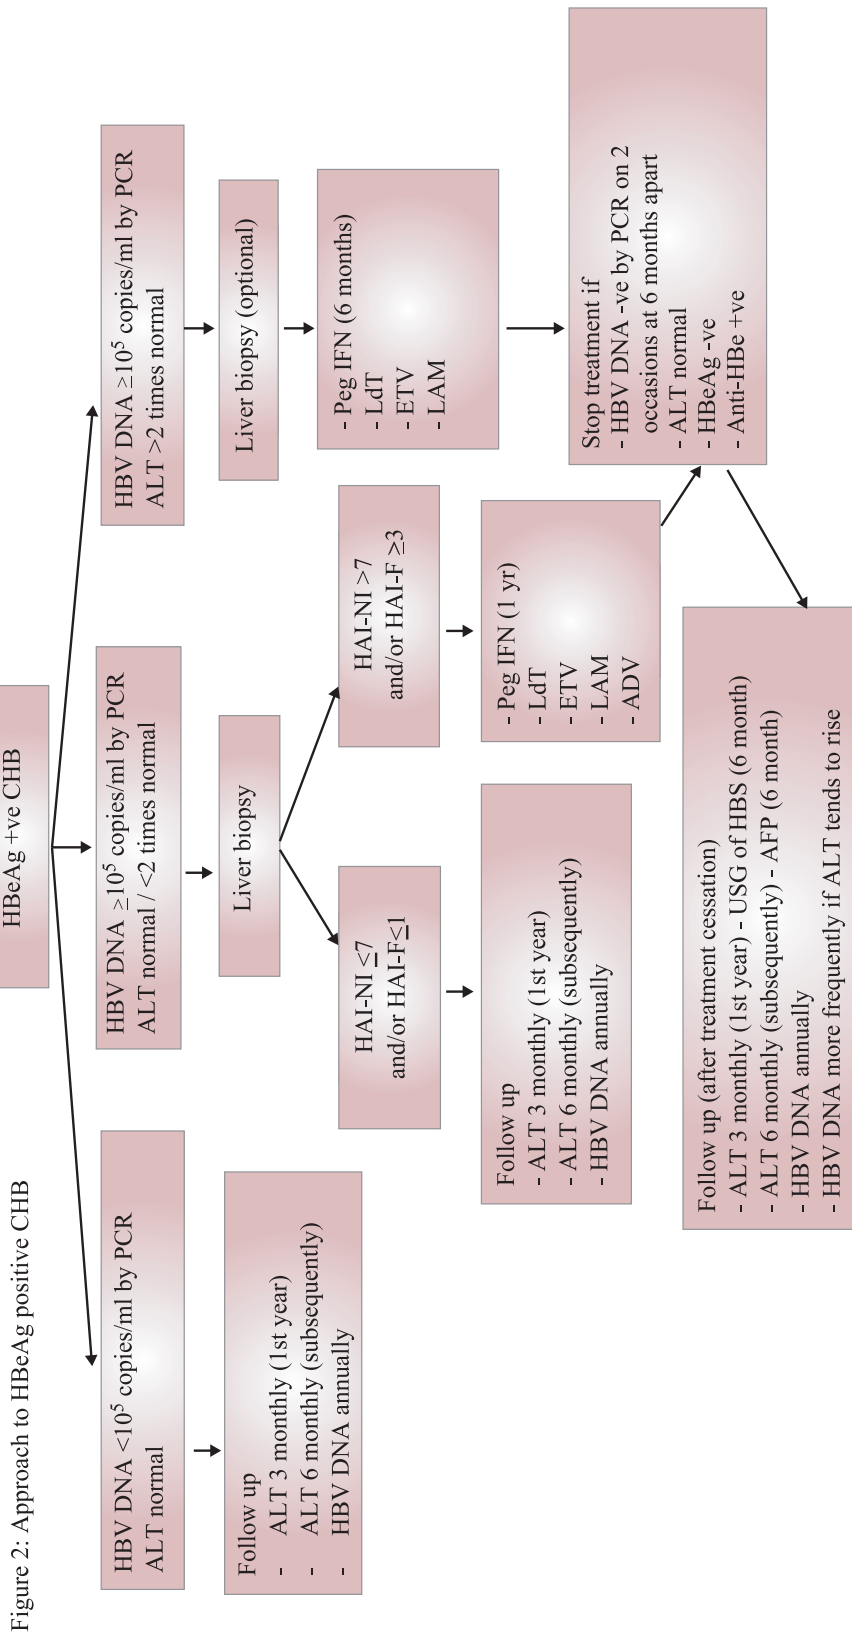 Figure 2: Approach to HBeAg positive CHB
HBeAg +ve CHB
HBV DNA <10⁵ copies/ml by PCR
ALT normal
Follow up
- ALT 3 monthly (1st year)
- ALT 6 monthly (subsequently)
- HBV DNA annually
HBV DNA ≥10⁵ copies/ml by PCR
ALT normal / <2 times normal
Liver biopsy
HAI-NI ≤7
and/or HAI-F≤1
Follow up
- ALT 3 monthly (1st year)
- ALT 6 monthly (subsequently)
- HBV DNA annually
HAI-NI >7
and/or HAI-F ≥3
- Peg IFN (1 yr)
- LdT
- ETV
- LAM
- ADV
HBV DNA ≥10⁵ copies/ml by PCR
ALT >2 times normal
Liver biopsy (optional)
- Peg IFN (6 months)
- LdT
- ETV
- LAM
Stop treatment if
- HBV DNA -ve by PCR on 2
occasions at 6 months apart
- ALT normal
- HBeAg -ve
- Anti-HBe +ve
Follow up (after treatment cessation)
- ALT 3 monthly (1st year) - USG of HBS (6 month)
- ALT 6 monthly (subsequently) - AFP (6 month)
- HBV DNA annually
- HBV DNA more frequently if ALT tends to rise